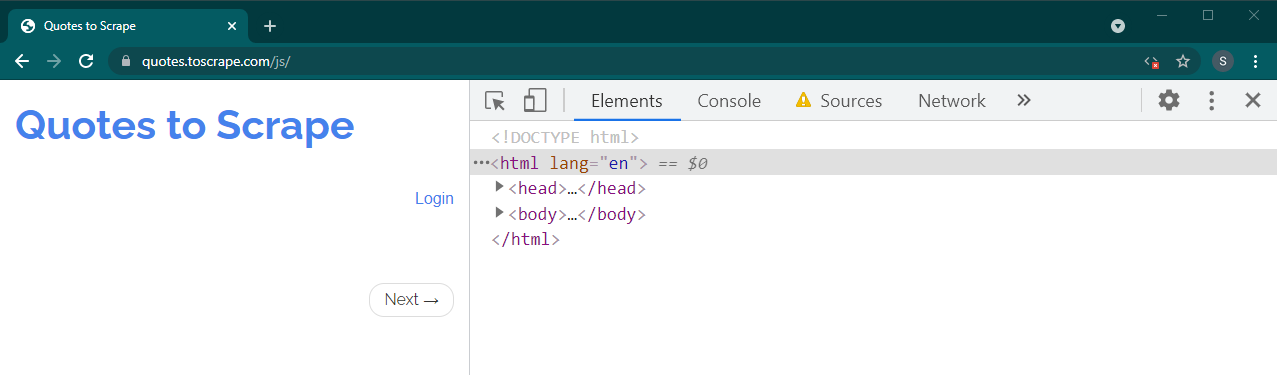 Quotes to Scrape
quotes.toscrape.com/js/
S
Quotes to Scrape
Login
Next →
Elements Console Sources Network »
<!DOCTYPE html>
…<html lang="en"> == $0
<head>…</head>
<body>…</body>
</html>